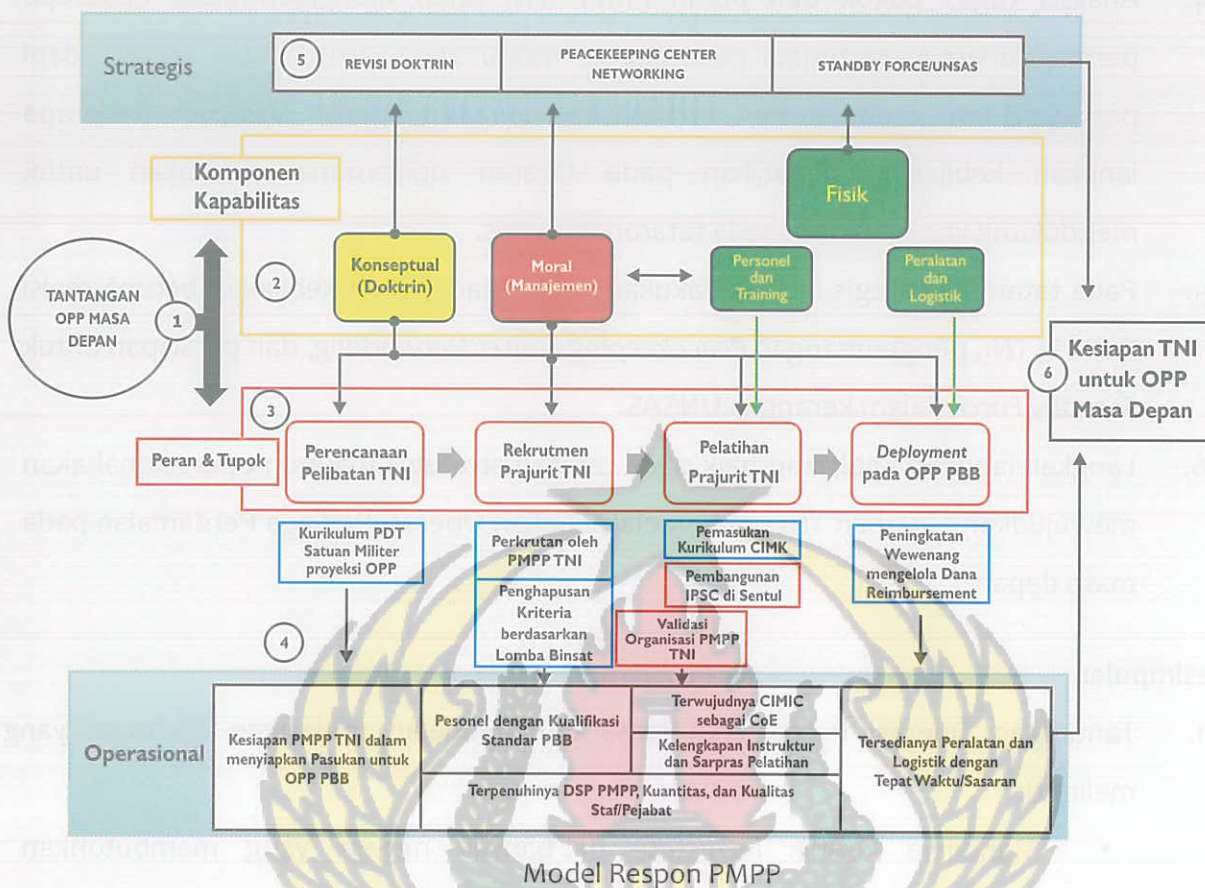 Strategis
5
REVISI DOKTRIN
PEACEKEEPING CENTER
NETWORKING
STANDBY FORCE/UNSAS
Komponen
Kapabilitas
Fisik
TANTANGAN
OPP MASA
DEPAN
1
2
Konseptual
(Doktrin)
Moral
(Manajemen)
Personel
dan
Training
Peralatan
dan
Logistik
6
Kesiapan TNI
untuk OPP
Masa Depan
3
Peran & Tupok
Perencanaan
Pelibatan TNI
Rekrutmen
Prajurit TNI
Pelatihan
Prajurit TNI
Deployment
pada OPP PBB
Kurikulum PDT
Satuan Militer
proyeksi OPP
Perkrutan oleh
PMPP TNI
Penghapusan
Kriteria
berdasarkan
Lomba Binsat
Pemasukan
Kurikulum CIMK
Pembangunan
IPSC di Sentul
Validasi
Organisasi PMPP
TNI
Peningkatan
Wewenang
mengelola Dana
Reimbursement
4
Operasional
Kesiapan PMPP TNI dalam
menyiapkan Pasukan untuk
OPP PBB
Pesonel dengan Kualifikasi
Standar PBB
Terwujudnya CIMIC
sebagai CoE
Kelengkapan Instruktur
dan Sarpras Pelatihan
Terpenuhinya DSP PMPP, Kuantitas, dan Kualitas
Staf/Pejabat
Tersedianya Peralatan dan
Logistik dengan
Tepat Waktu/Sasaran
Model Respon PMPP